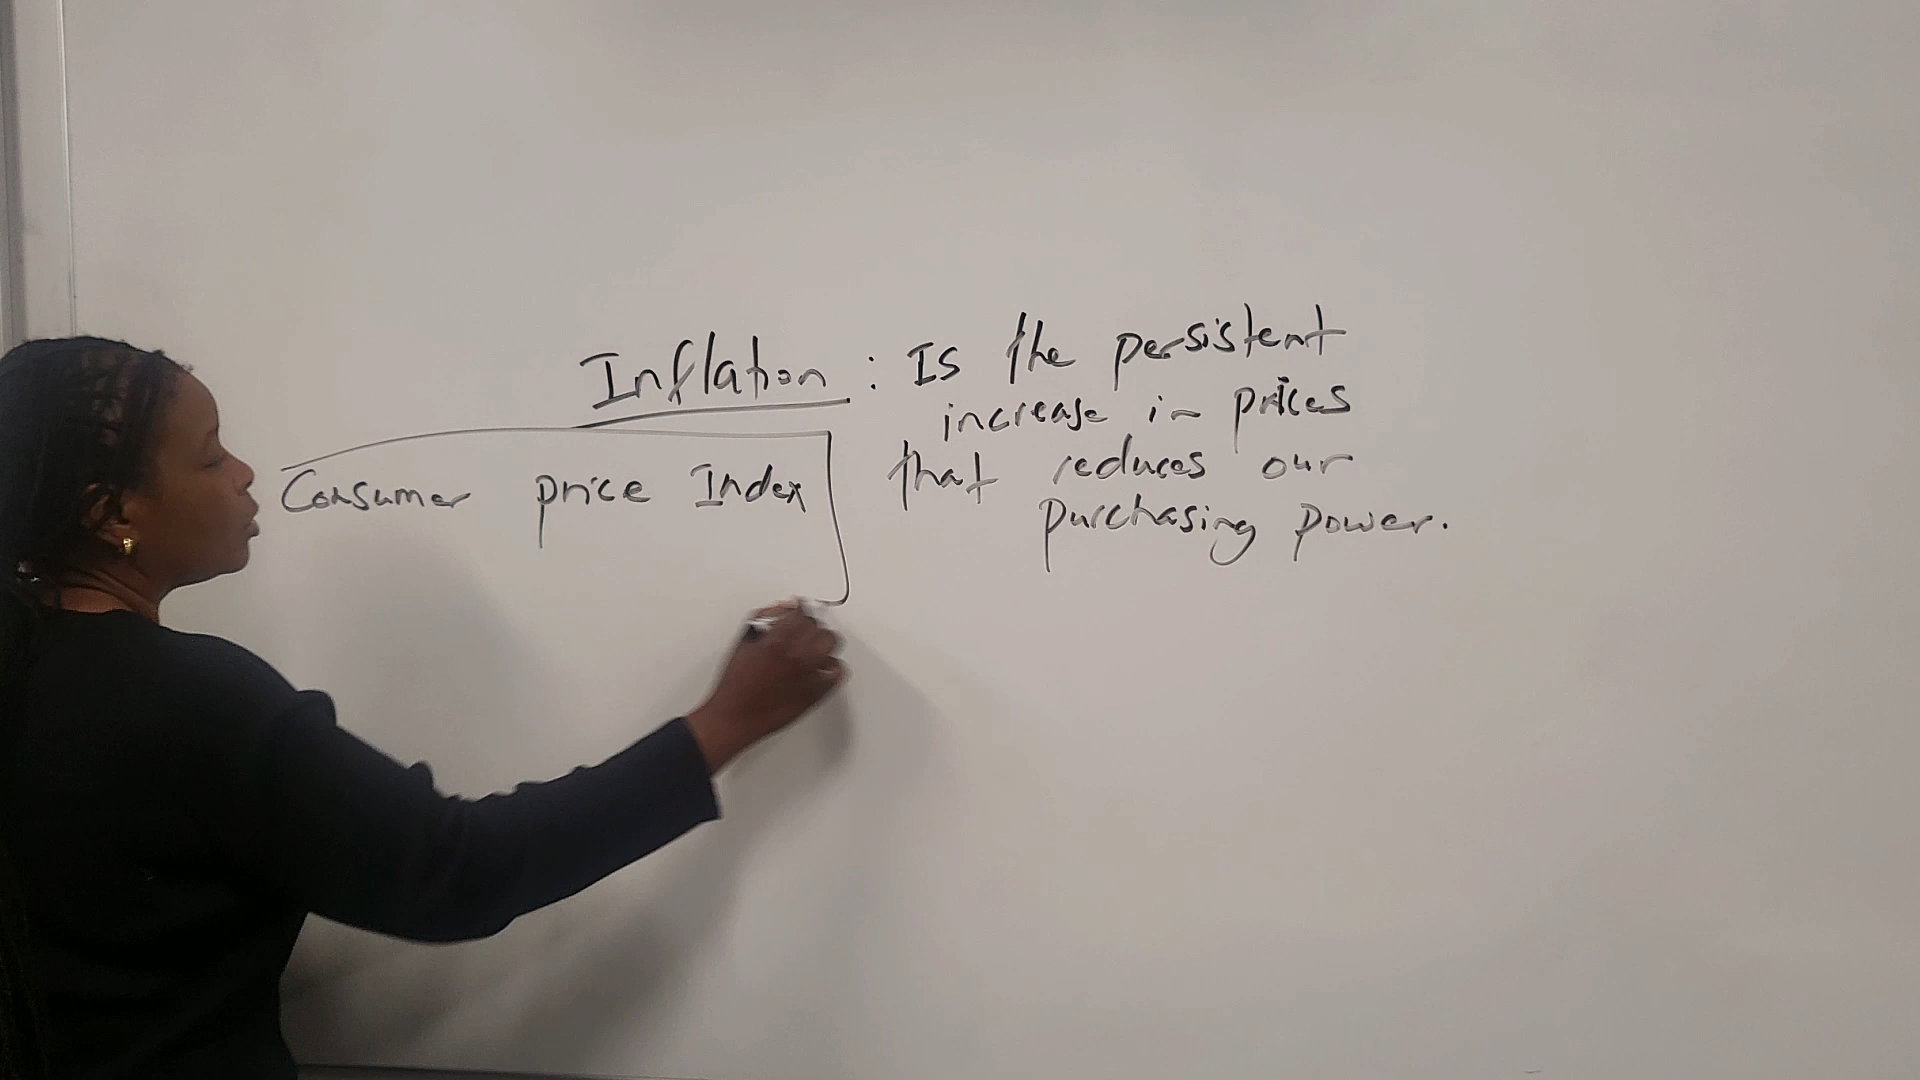 Inflation : Is the persistent
increase in prices
that reduces our
purchasing power.
Consumer price Index